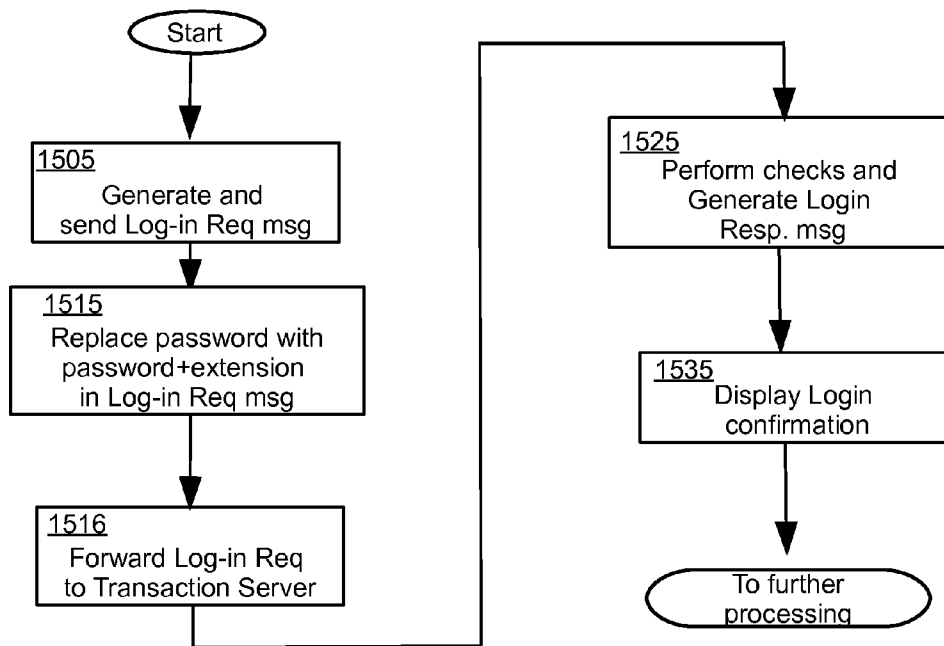 Start
1505
Generate and
send Log-in Req msg
1515
Replace password with
password+extension
in Log-in Req msg
1516
Forward Log-in Req
to Transaction Server
1525
Perform checks and
Generate Login
Resp. msg
1535
Display Login
confirmation
To further
processing